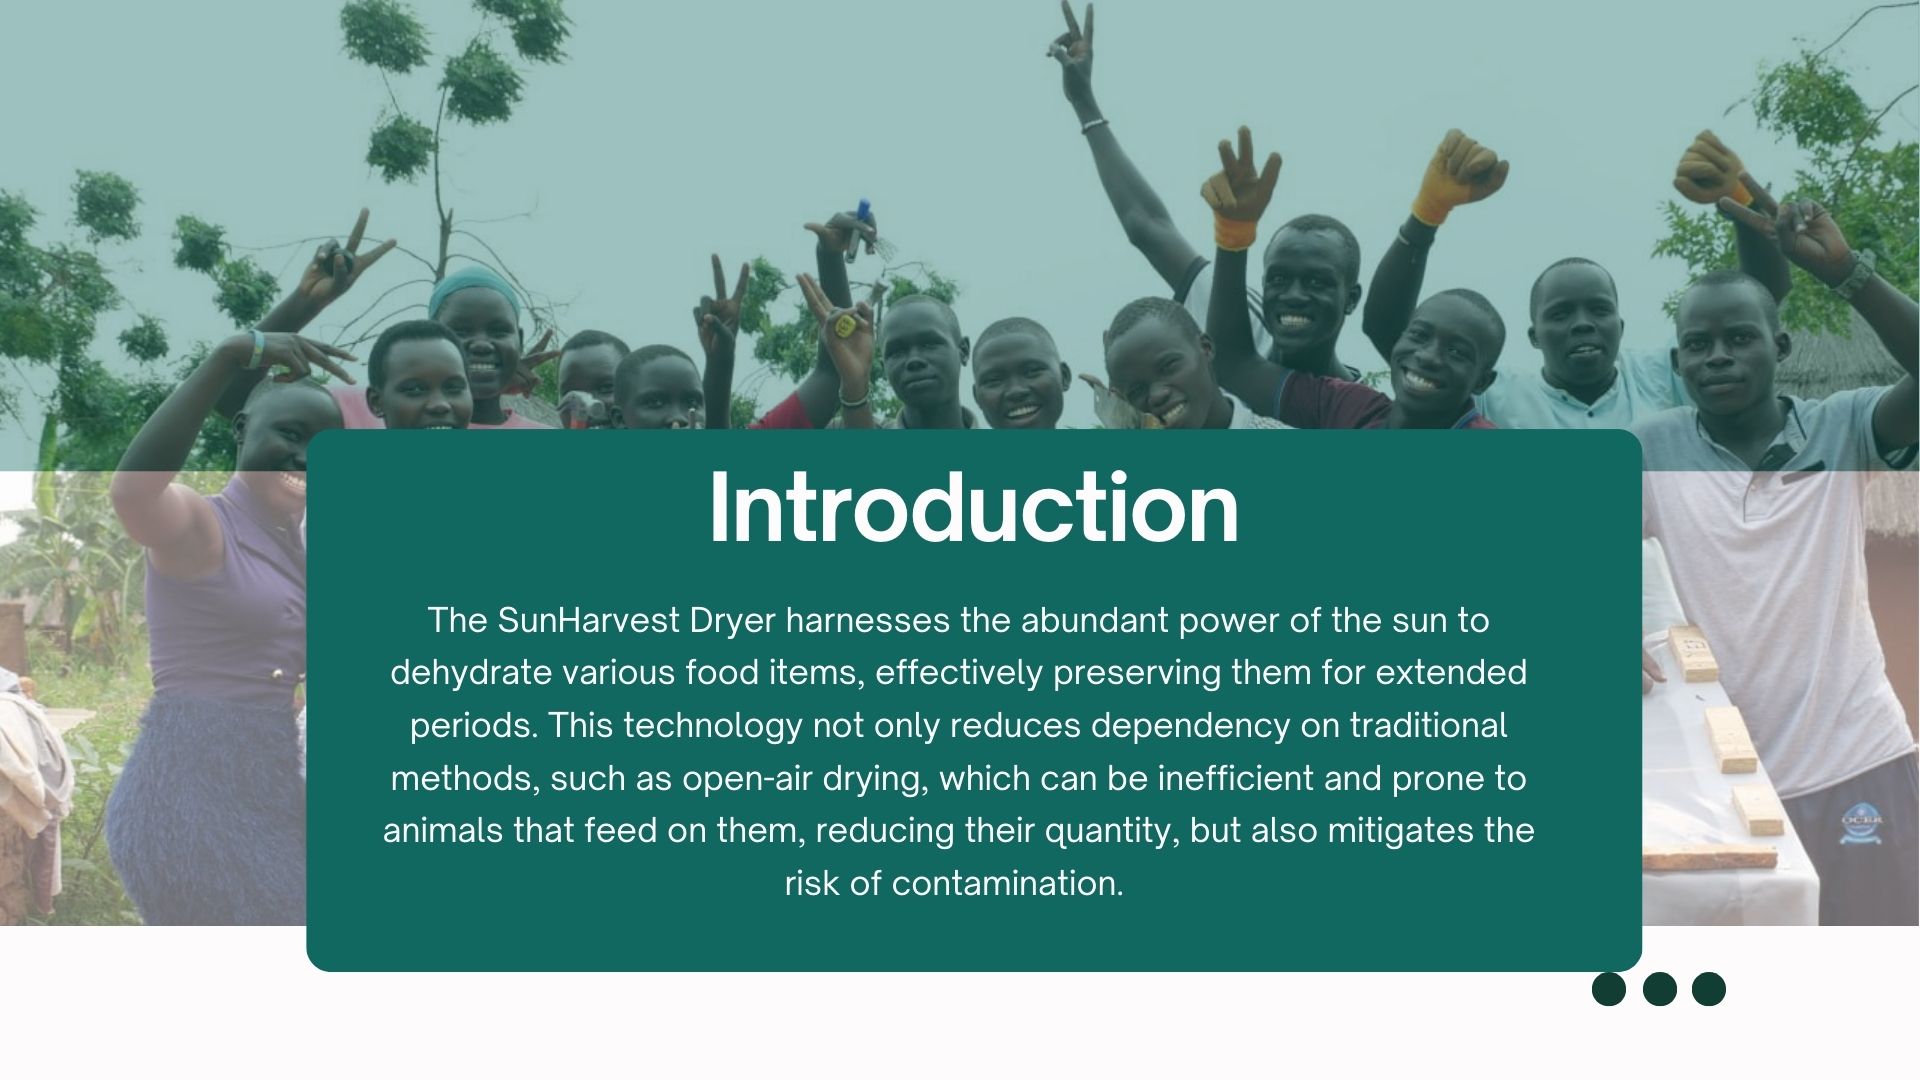 Introduction
The SunHarvest Dryer harnesses the abundant power of the sun to
dehydrate various food items, effectively preserving them for extended
periods. This technology not only reduces dependency on traditional
methods, such as open-air drying, which can be inefficient and prone to
animals that feed on them, reducing their quantity, but also mitigates the
risk of contamination.